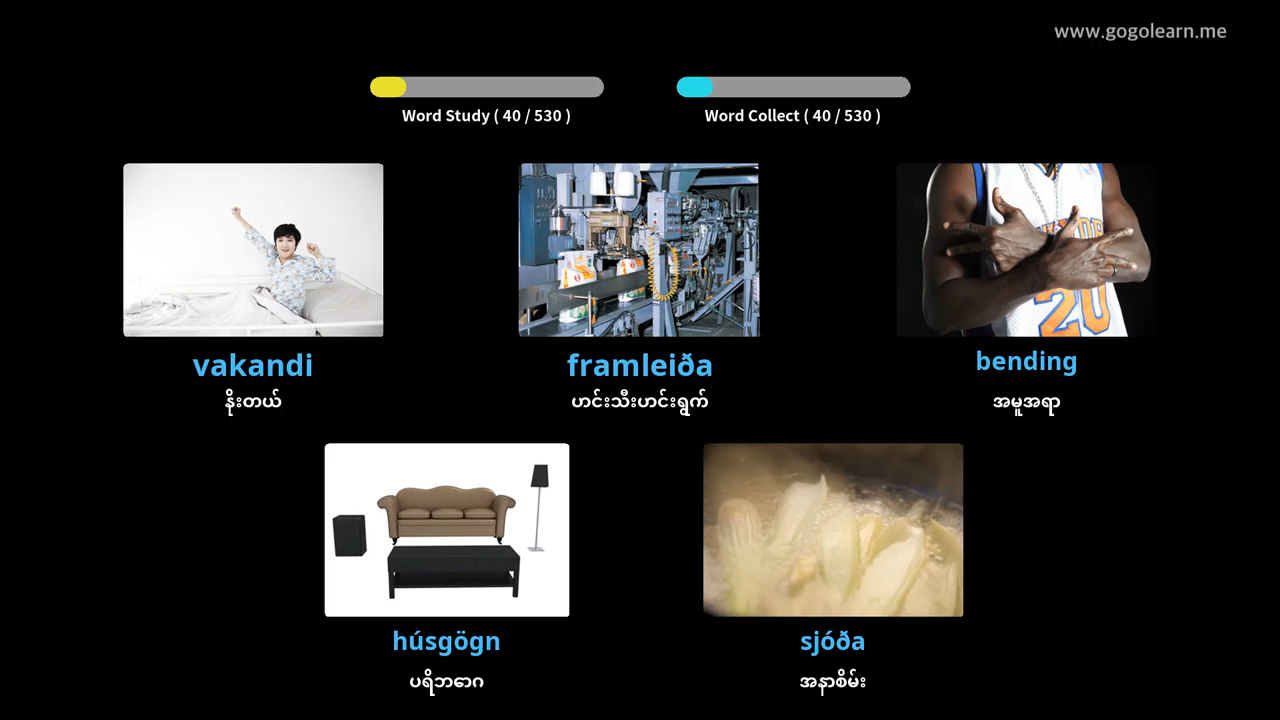 www.gogolearn.me
Word Study ( 40 / 530 )
Word Collect ( 40 / 530 )
vakandi
နိုးတယ်
framleiða
ဟင်းသီးဟင်းရွက်
bending
အမူအရာ
20
húsgögn
ပရိဘောဂ
sjóða
အနာစိမ်း